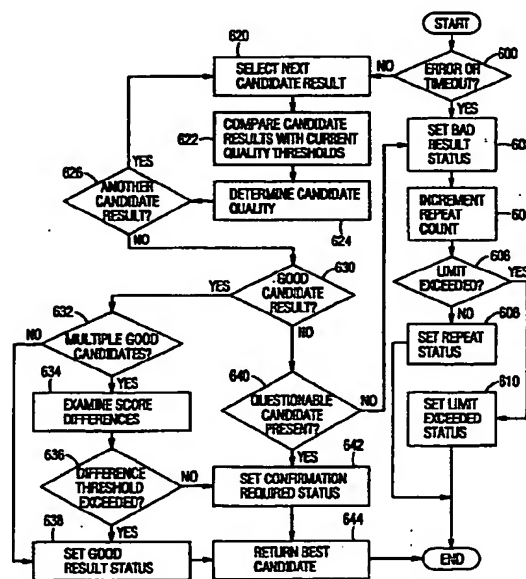 START
600
ERROR OR
TIMEOUT?
NO
YES
620
SELECT NEXT
CANDIDATE RESULT
622
COMPARE CANDIDATE
RESULTS WITH CURRENT
QUALITY THRESHOLDS
DETERMINE CANDIDATE
QUALITY
624
626
ANOTHER
CANDIDATE
RESULT?
YES
NO
SET BAD
RESULT
STATUS
INCREMENT
REPEAT
COUNT
606
LIMIT
EXCEEDED?
YES
NO
608
SET REPEAT
STATUS
610
SET LIMIT
EXCEEDED
STATUS
630
GOOD
CANDIDATE
RESULT?
YES
NO
632
MULTIPLE GOOD
CANDIDATES?
NO
YES
634
EXAMINE SCORE
DIFFERENCES
636
DIFFERENCE
THRESHOLD
EXCEEDED?
NO
YES
638
SET GOOD
RESULT STATUS
640
QUESTIONABLE
CANDIDATE
PRESENT?
NO
YES
642
SET CONFIRMATION
REQUIRED STATUS
644
RETURN BEST
CANDIDATE
END